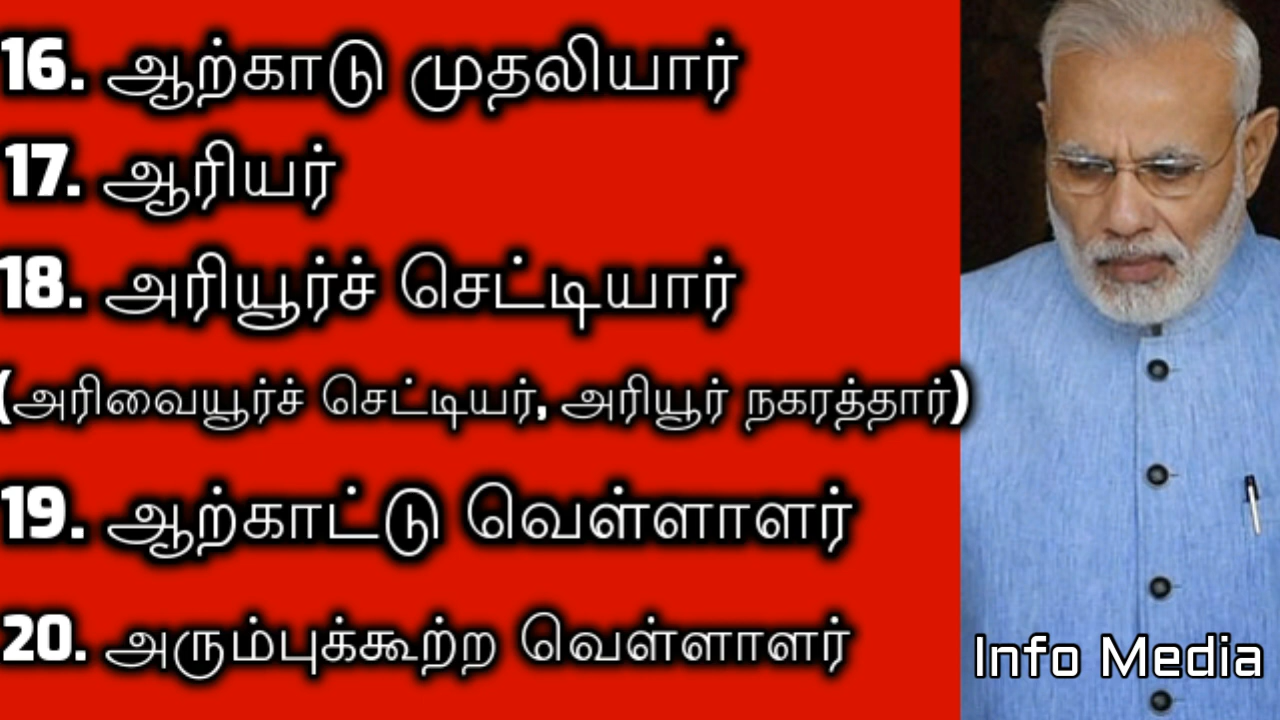 16. ஆற்காடு முதலியார்
17. ஆரியர்
18. அரியூர்ச் செட்டியார்
(அரிவையூர்ச் செட்டியர், அரியூர் நகரத்தார்)
19. ஆற்காட்டு வெள்ளாளர்
20. அரும்புக்கூற்ற வெள்ளாளர்
Info Media